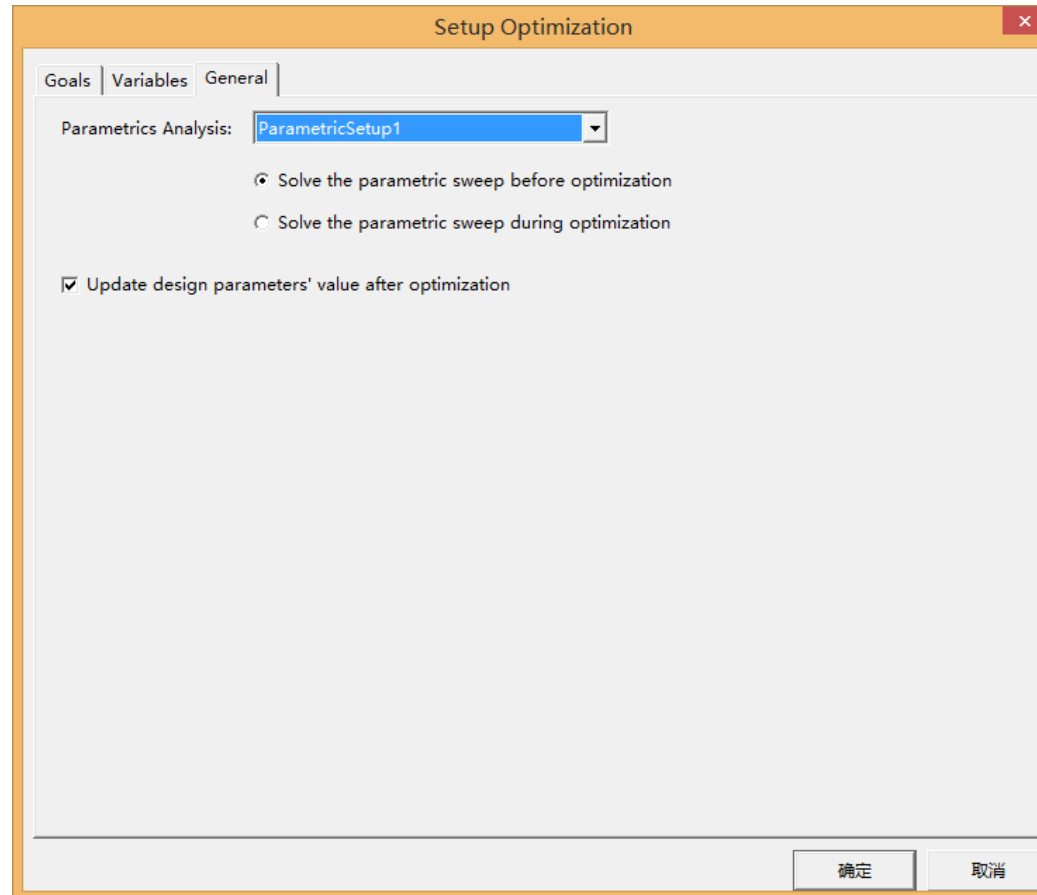 Setup Optimization
Goals Variables General
Parametrics Analysis: ParametricSetup1
Solve the parametric sweep before optimization
Solve the parametric sweep during optimization
Update design parameters' value after optimization
确定 取消